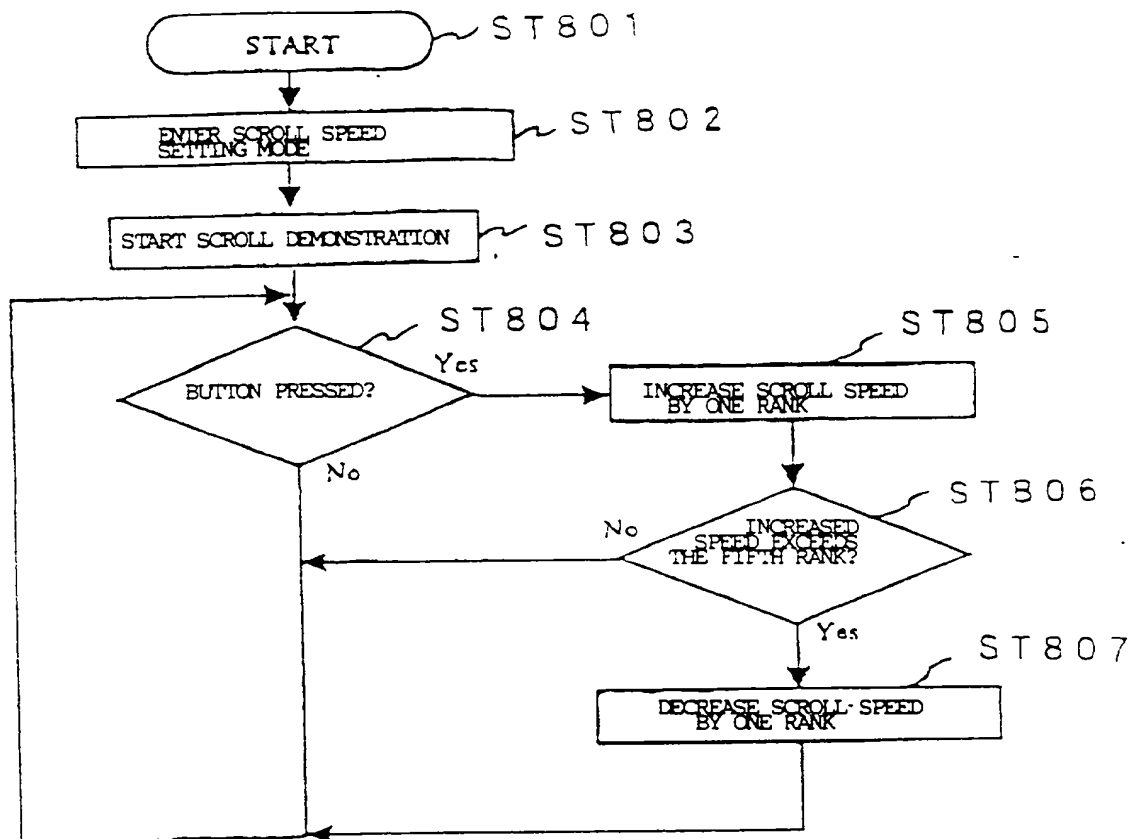 START
ST801
ENTER SCROLL SPEED
SETTING MODE
ST802
START SCROLL DEMONSTRATION
ST803
ST804
BUTTON PRESSED?
Yes
No
ST805
INCREASE SCROLL SPEED
BY ONE RANK
ST806
INCREASED
SPEED EXCEEDS
THE FIFTH RANK?
No
Yes
ST807
DECREASE SCROLL-SPEED
BY ONE RANK